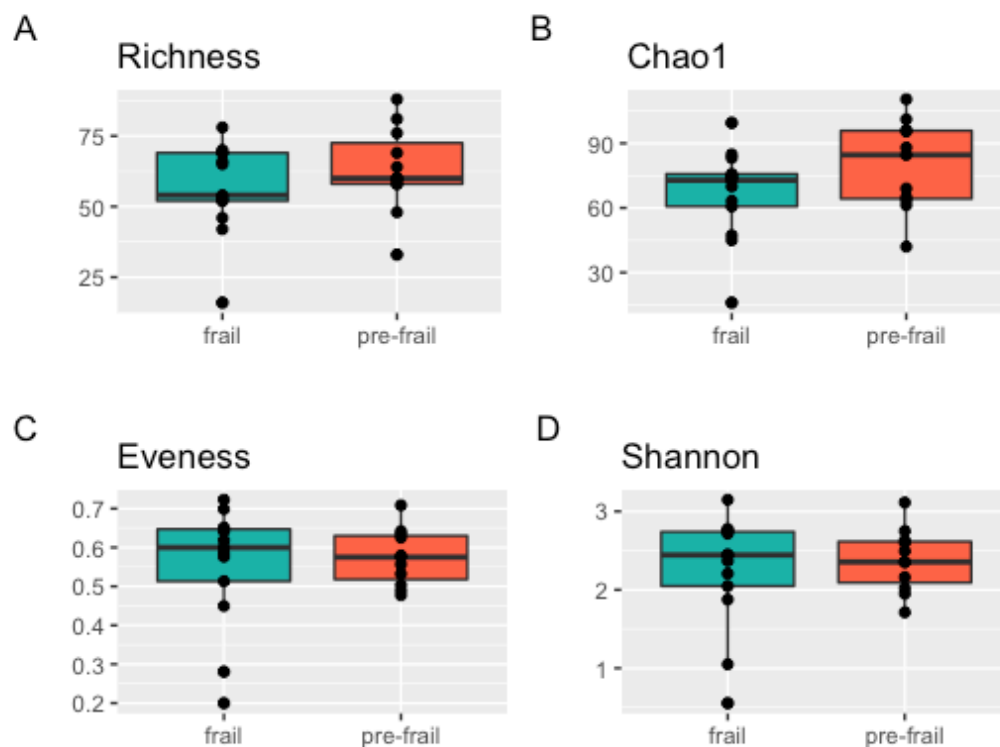 A
Richness
75
50
25
frail
pre-frail
B
Chao1
90
60
30
frail
pre-frail
C
Eveness
0.7
0.6
0.5
0.4
0.3
0.2
frail
pre-frail
D
Shannon
3
2
1
frail
pre-frail